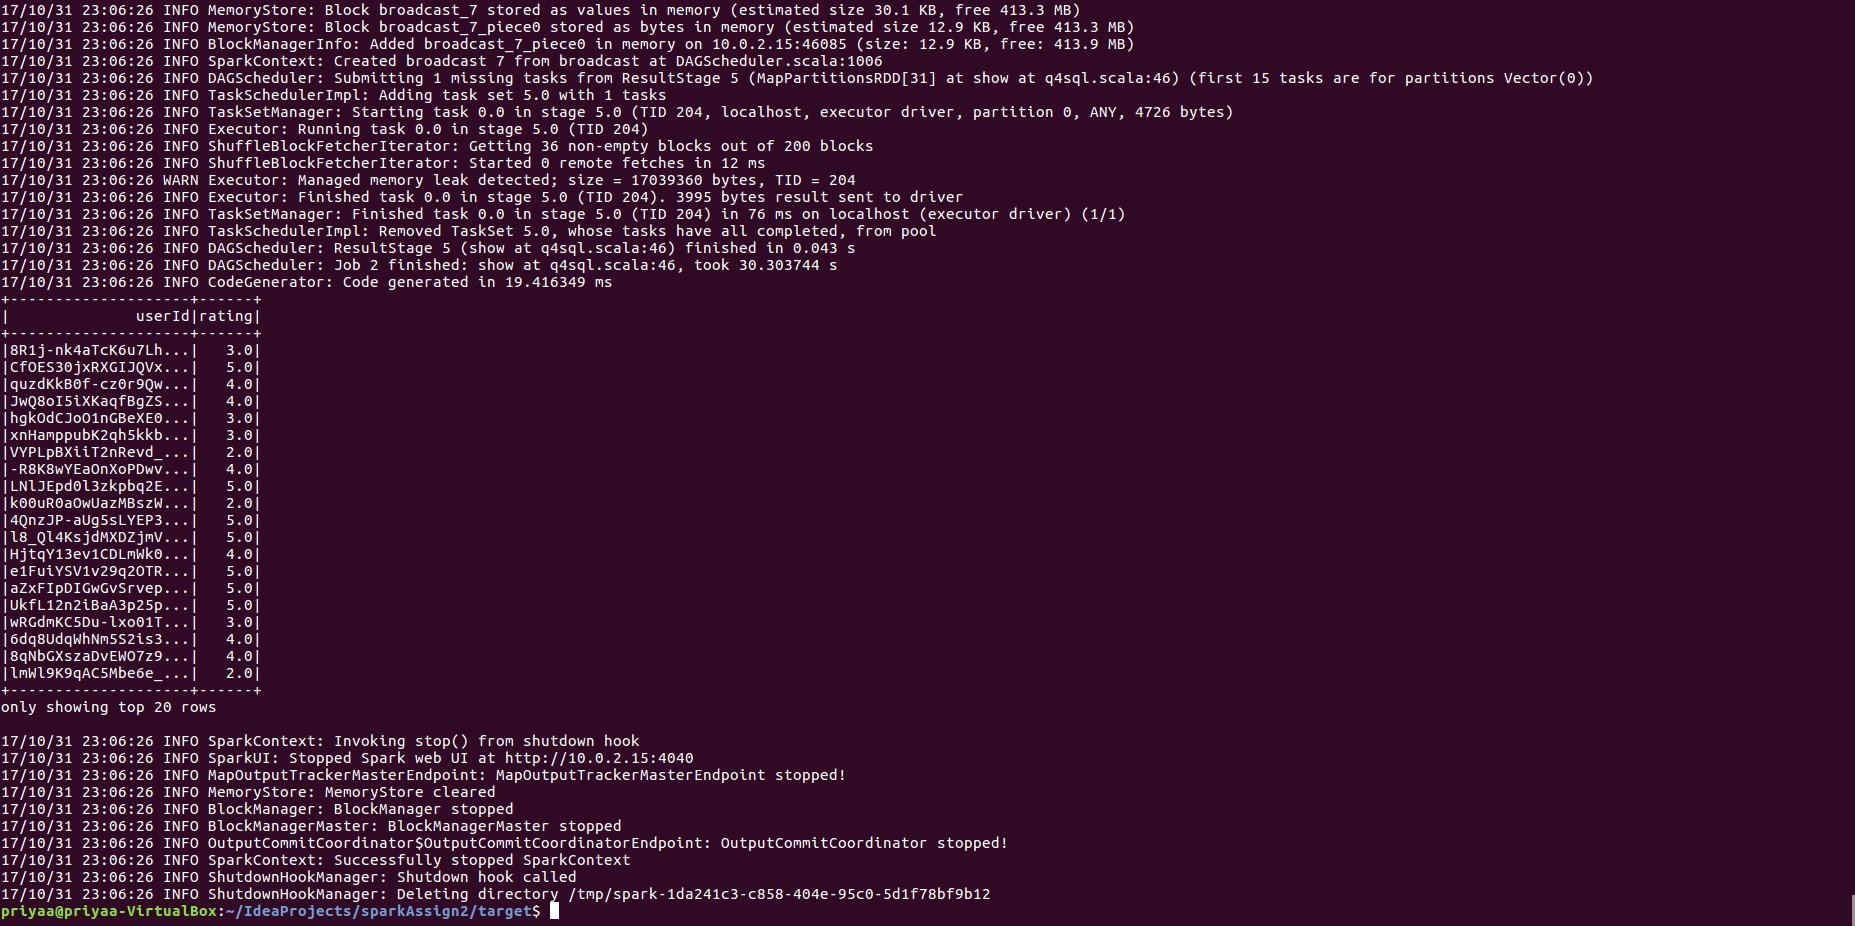 17/10/31 23:06:26 INFO MemoryStore: Block broadcast_7 stored as values in memory (estimated size 30.1 KB, free 413.3 MB)
17/10/31 23:06:26 INFO MemoryStore: Block broadcast_7_piece0 stored as bytes in memory (estimated size 12.9 KB, free 413.3 MB)
17/10/31 23:06:26 INFO BlockManagerInfo: Added broadcast_7_piece0 in memory on 10.0.2.15:46085 (size: 12.9 KB, free: 413.9 MB)
17/10/31 23:06:26 INFO SparkContext: Created broadcast 7 from broadcast at DAGScheduler.scala:1006
17/10/31 23:06:26 INFO DAGScheduler: Submitting 1 missing tasks from ResultStage 5 (MapPartitionsRDD[31] at show at q4sql.scala:46) (first 15 tasks are for partitions Vector(0))
17/10/31 23:06:26 INFO TaskSchedulerImpl: Adding task set 5.0 with 1 tasks
17/10/31 23:06:26 INFO TaskSetManager: Starting task 0.0 in stage 5.0 (TID 204, localhost, executor driver, partition 0, ANY, 4726 bytes)
17/10/31 23:06:26 INFO Executor: Running task 0.0 in stage 5.0 (TID 204)
17/10/31 23:06:26 INFO ShuffleBlockFetcherIterator: Getting 36 non-empty blocks out of 200 blocks
17/10/31 23:06:26 INFO ShuffleBlockFetcherIterator: Started 0 remote fetches in 12 ms
17/10/31 23:06:26 WARN Executor: Managed memory leak detected; size = 17039360 bytes, TID = 204
17/10/31 23:06:26 INFO Executor: Finished task 0.0 in stage 5.0 (TID 204). 3995 bytes result sent to driver
17/10/31 23:06:26 INFO TaskSetManager: Finished task 0.0 in stage 5.0 (TID 204) in 76 ms on localhost (executor driver) (1/1)
17/10/31 23:06:26 INFO TaskSchedulerImpl: Removed TaskSet 5.0, whose tasks have all completed, from pool
17/10/31 23:06:26 INFO DAGScheduler: ResultStage 5 (show at q4sql.scala:46) finished in 0.043 s
17/10/31 23:06:26 INFO DAGScheduler: Job 2 finished: show at q4sql.scala:46, took 30.303744 s
17/10/31 23:06:26 INFO CodeGenerator: Code generated in 19.416349 ms
+--------------------+------+
|              userId|rating|
+--------------------+------+
|8R1j-nk4aTcK6u7Lh...|   3.0|
|CfOES30jxRXGIJQVx...|   5.0|
|quzdKkB0f-cz0r9Qw...|   4.0|
|JwQ8oI5iXKaqfBgZS...|   4.0|
|hgkOdCJoO1nGBeXE0...|   3.0|
|xnHamppubK2qh5kkb...|   3.0|
|VYPLpBXiiT2nRevd_...|   2.0|
|-R8K8wYEaOnXoPDwv...|   4.0|
|LNlJEpd0l3zkpbq2E...|   5.0|
|k00uR0aOwUazMBszW...|   2.0|
|4QnzJP-aUg5sLYEP3...|   5.0|
|l8_Ql4KsjdMXDZjmV...|   5.0|
|HjtqY13ev1CDLmWk0...|   4.0|
|e1FuiYSV1v29q2OTR...|   5.0|
|aZxFIpDIGwGvSrvep...|   5.0|
|UkfL12n2iBaA3p25p...|   5.0|
|wRGdmKC5Du-lxo01T...|   3.0|
|6dq8UdqWhNm5S2is3...|   4.0|
|8qNbGXszaDvEWO7z9...|   4.0|
|lmWl9K9qAC5Mbe6e_...|   2.0|
+--------------------+------+
only showing top 20 rows
17/10/31 23:06:26 INFO SparkContext: Invoking stop() from shutdown hook
17/10/31 23:06:26 INFO SparkUI: Stopped Spark web UI at http://10.0.2.15:4040
17/10/31 23:06:26 INFO MapOutputTrackerMasterEndpoint: MapOutputTrackerMasterEndpoint stopped!
17/10/31 23:06:26 INFO MemoryStore: MemoryStore cleared
17/10/31 23:06:26 INFO BlockManager: BlockManager stopped
17/10/31 23:06:26 INFO BlockManagerMaster: BlockManagerMaster stopped
17/10/31 23:06:26 INFO OutputCommitCoordinator$OutputCommitCoordinatorEndpoint: OutputCommitCoordinator stopped!
17/10/31 23:06:26 INFO SparkContext: Successfully stopped SparkContext
17/10/31 23:06:26 INFO ShutdownHookManager: Shutdown hook called
17/10/31 23:06:26 INFO ShutdownHookManager: Deleting directory /tmp/spark-1da241c3-c858-404e-95c0-5d1f78bf9b12
priyaa@priyaa-VirtualBox:~/IdeaProjects/sparkAssign2/target$